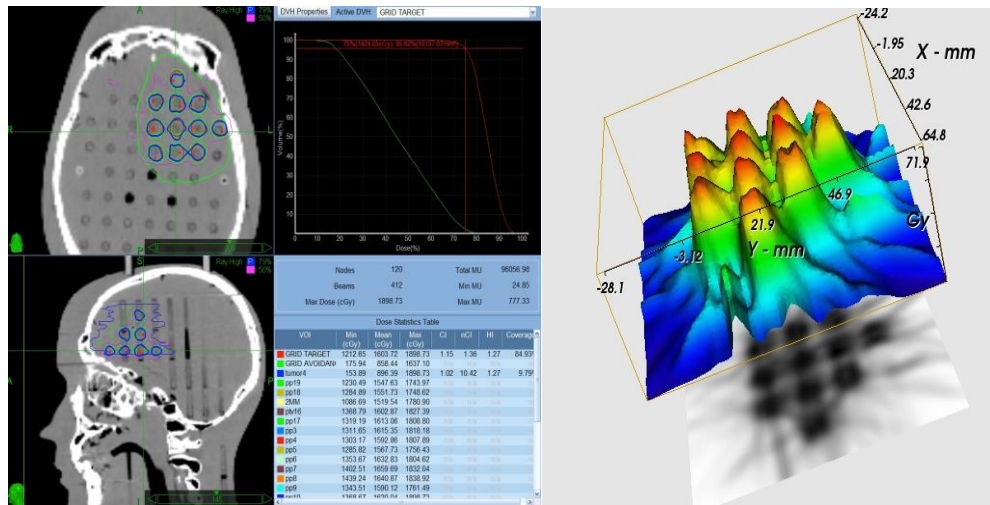 A
Ray High P: 79%
50%
R
L
P
S
Ray High P: 79%
50%
A
P
I
DVH Properties Active DVH: GRID TARGET
Volume(%)
100
90
80
70
60
50
40
30
20
10
0 10 20 30 40 50 60 70 80 90 100
Dose(%)
Nodes 120 Total MU 96056.98
Beams 412 Min MU 24.85
Max Dose (cGy) 1898.73 Max MU 777.33
Dose Statistics Table
VOI Min (cGy) Mean (cGy) Max (cGy) CI nCI HI Coverage
GRID TARGET 1212.65 1603.72 1898.73 1.15 1.36 1.27 84.93%
GRID AVOIDAN 175.94 858.44 1637.10
tumor4 153.89 896.39 1898.73 1.02 10.42 1.27 9.79%
pp19 1230.49 1547.63 1743.97
pp18 1284.89 1551.73 1748.62
2MM 1086.69 1519.54 1780.90
plv16 1368.79 1602.87 1827.39
pp17 1319.19 1613.06 1808.80
pp3 1311.65 1615.35 1818.18
pp4 1303.17 1592.86 1807.89
pp5 1285.82 1567.73 1756.43
pp6 1353.67 1632.83 1804.62
pp7 1402.51 1659.69 1832.04
pp8 1439.24 1640.87 1838.92
pp9 1343.51 1590.12 1761.49
-24.2
-1.95
X - mm
20.3
42.6
64.8
71.9
46.9
Gy
21.9
Y - mm
-3.12
-28.1